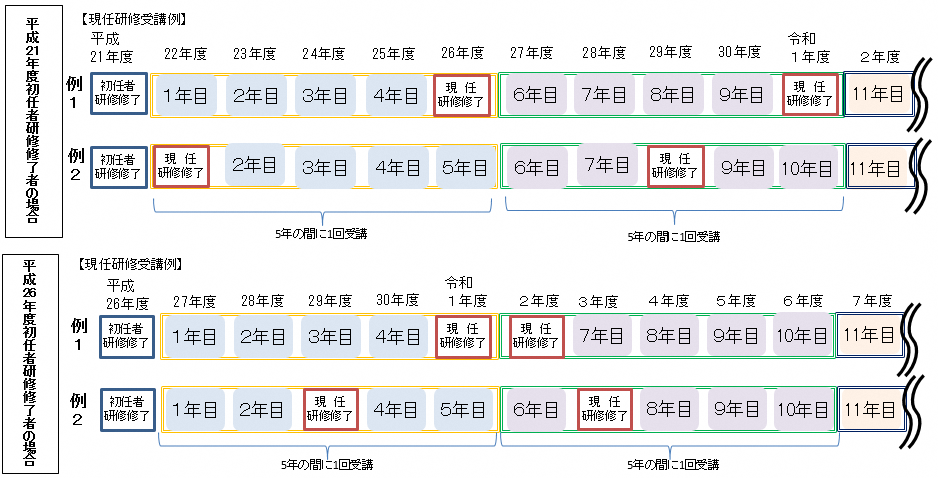 平成21年度初任者研修修了者の場合
【現任研修受講例】
平成
21年度 22年度 23年度 24年度 25年度 26年度 27年度 28年度 29年度 30年度 令和
1年度 2年度
例1
初任者
研修修了 1年目 2年目 3年目 4年目 現 任
研修修了 6年目 7年目 8年目 9年目 現 任
研修修了 11年目
例2
初任者
研修修了 現 任
研修修了 2年目 3年目 4年目 5年目 6年目 7年目 現 任
研修修了 9年目 10年目 11年目
5年の間に1回受講 5年の間に1回受講
平成26年度初任者研修修了者の場合
【現任研修受講例】
平成
26年度 27年度 28年度 29年度 30年度 令和
1年度 2年度 3年度 4年度 5年度 6年度 7年度
例1
初任者
研修修了 1年目 2年目 3年目 4年目 現 任
研修修了 現 任
研修修了 7年目 8年目 9年目 10年目 11年目
例2
初任者
研修修了 1年目 2年目 現 任
研修修了 4年目 5年目 6年目 現 任
研修修了 8年目 9年目 10年目 11年目
5年の間に1回受講 5年の間に1回受講